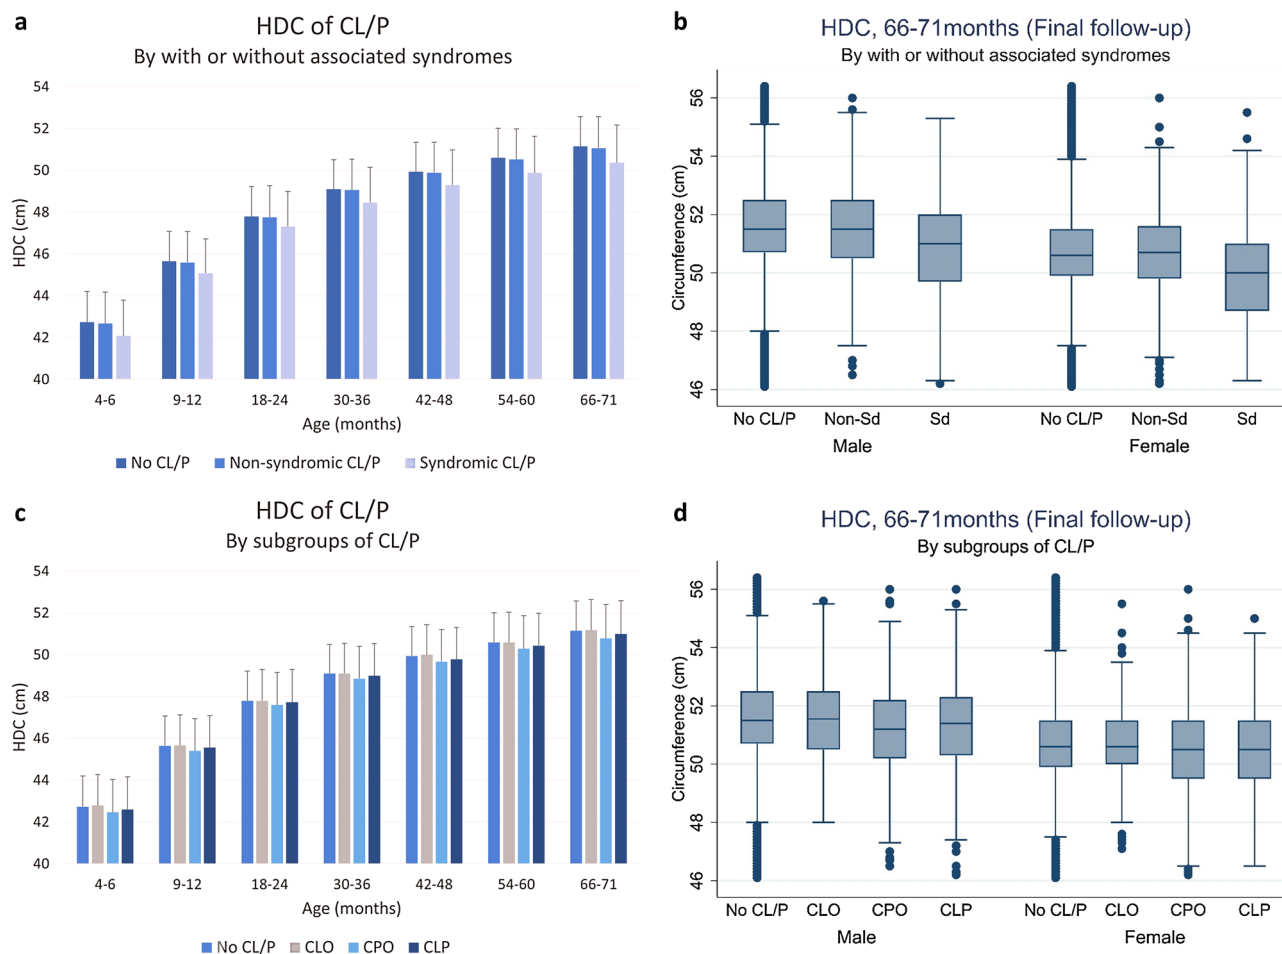 a
HDC of CL/P
By with or without associated syndromes
54
52
50
48
46
44
42
40
HDC (cm)
4-6 9-12 18-24 30-36 42-48 54-60 66-71
Age (months)
No CL/P Non-syndromic CL/P Syndromic CL/P
b
HDC, 66-71months (Final follow-up)
By with or without associated syndromes
56
54
52
50
48
46
Circumference (cm)
No CL/P Non-Sd Sd No CL/P Non-Sd Sd
Male Female
c
HDC of CL/P
By subgroups of CL/P
54
52
50
48
46
44
42
40
HDC (cm)
4-6 9-12 18-24 30-36 42-48 54-60 66-71
Age (months)
No CL/P CLO CPO CLP
d
HDC, 66-71months (Final follow-up)
By subgroups of CL/P
56
54
52
50
48
46
Circumference (cm)
No CL/P CLO CPO CLP No CL/P CLO CPO CLP
Male Female